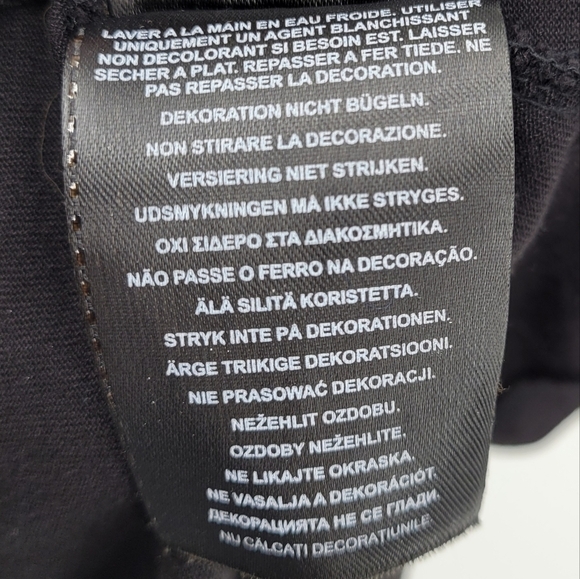 LAVER A LA MAIN EN EAU FROIDE. UTILISER
UNIQUEMENT UN AGENT BLANCHISSANT
NON DECOLORANT SI BESOIN EST. LAISSER
SECHER A PLAT. REPASSER A FER TIEDE. NE
PAS REPASSER LA DECORATION.
DEKORATION NICHT BÜGELN.
NON STIRARE LA DECORAZIONE.
VERSIERING NIET STRIJKEN.
UDSMYKNINGEN MÅ IKKE STRYGES.
ΟΧΙ ΣΙΔΕΡΟ ΣΤΑ ΔΙΑΚΟΣΜΗΤΙΚΑ.
NÃO PASSE O FERRO NA DECORAÇÃO.
ÄLÄ SILITÄ KORISTETTA.
STRYK INTE PÅ DEKORATIONEN.
ÄRGE TRIIKIGE DEKORATSIOONI.
NIE PRASOWAĆ DEKORACJI.
NEŽEHLIT OZDOBU.
OZDOBY NEŽEHLITE.
NE LIKAJTE OKRASKA.
NE VASALJA A DEKORÁCIÓT.
ДЕКОРАЦИЯТА НЕ СЕ ГЛАДИ.
NU CĂLCAȚI DECORAȚIUNILE.